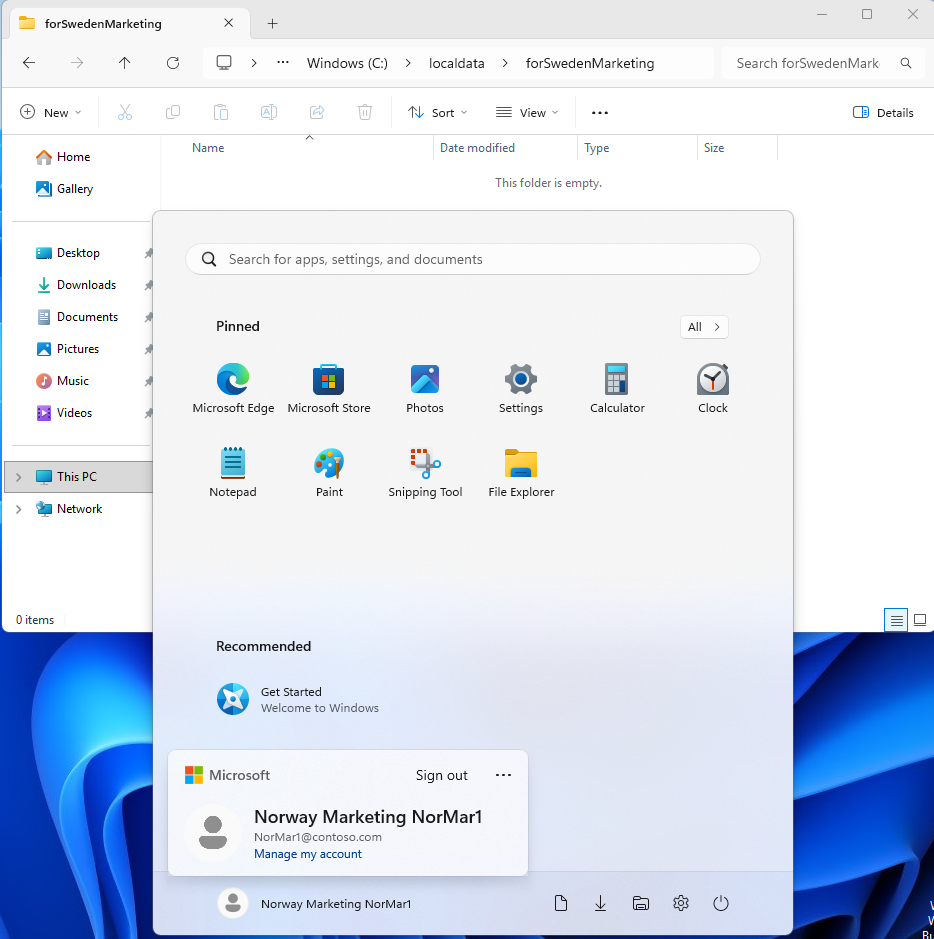 forSwedenMarketing
Windows (C:) localdata forSwedenMarketing Search forSwedenMark
New Sort View Details
Name Date modified Type Size
This folder is empty.
Home
Gallery
Desktop
Downloads
Documents
Pictures
Music
Videos
This PC
Network
0 items
Search for apps, settings, and documents
Pinned All
Microsoft Edge Microsoft Store Photos Settings Calculator Clock
Notepad Paint Snipping Tool File Explorer
Recommended
Get Started
Welcome to Windows
Microsoft Sign out
Norway Marketing NorMar1
NorMar1@contoso.com
Manage my account
Norway Marketing NorMar1